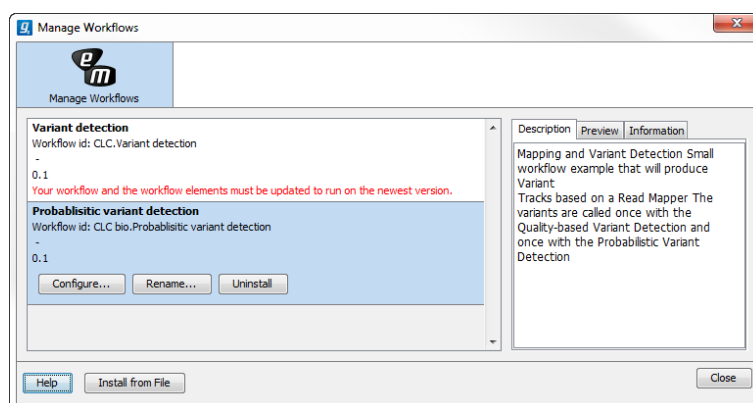 Manage Workflows
em
Manage Workflows
Variant detection
Workflow id: CLC.Variant detection
-
0.1
Your workflow and the workflow elements must be updated to run on the newest version.
Probablisitic variant detection
Workflow id: CLC bio.Probablisitic variant detection
-
0.1
Configure... Rename... Uninstall
Description Preview Information
Mapping and Variant Detection Small
workflow example that will produce
Variant
Tracks based on a Read Mapper The
variants are called once with the
Quality-based Variant Detection and
once with the Probabilistic Variant
Detection
Help Install from File Close